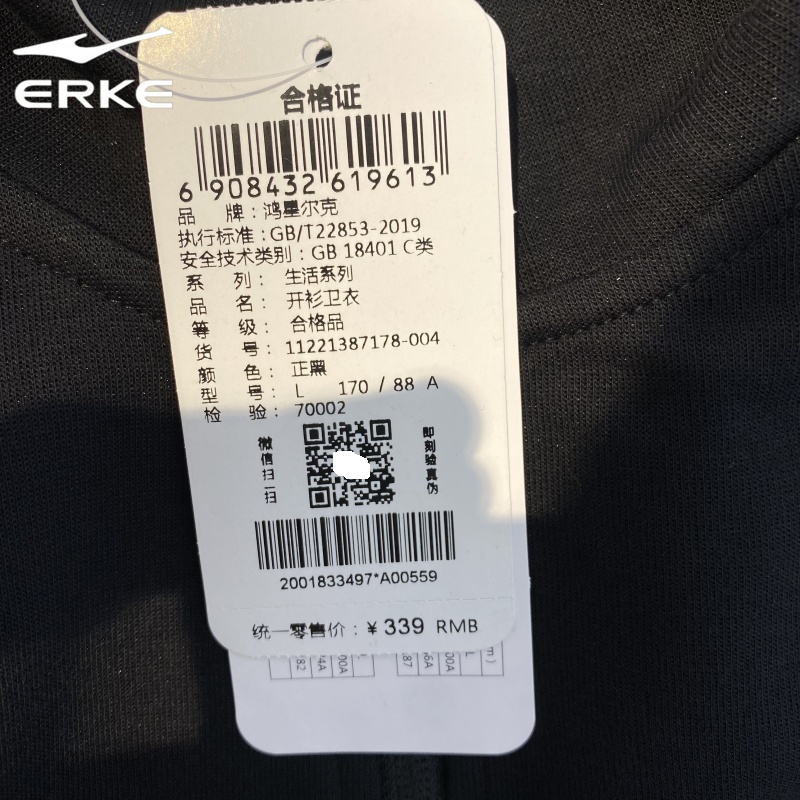 ERKE
合格证
6 908432 619613
品 牌：鸿星尔克
执行标准：GB/T22853-2019
安全技术类别：GB 18401 C类
系 列： 生活系列
品 名： 开衫卫衣
等 级： 合格品
货 号：11221387178-004
颜 色：正黑
型 号：L 170 / 88 A
检 验：70002
微信扫一扫
即刻验真伪
2001833497*A00559
统一零售价：¥ 339 RMB